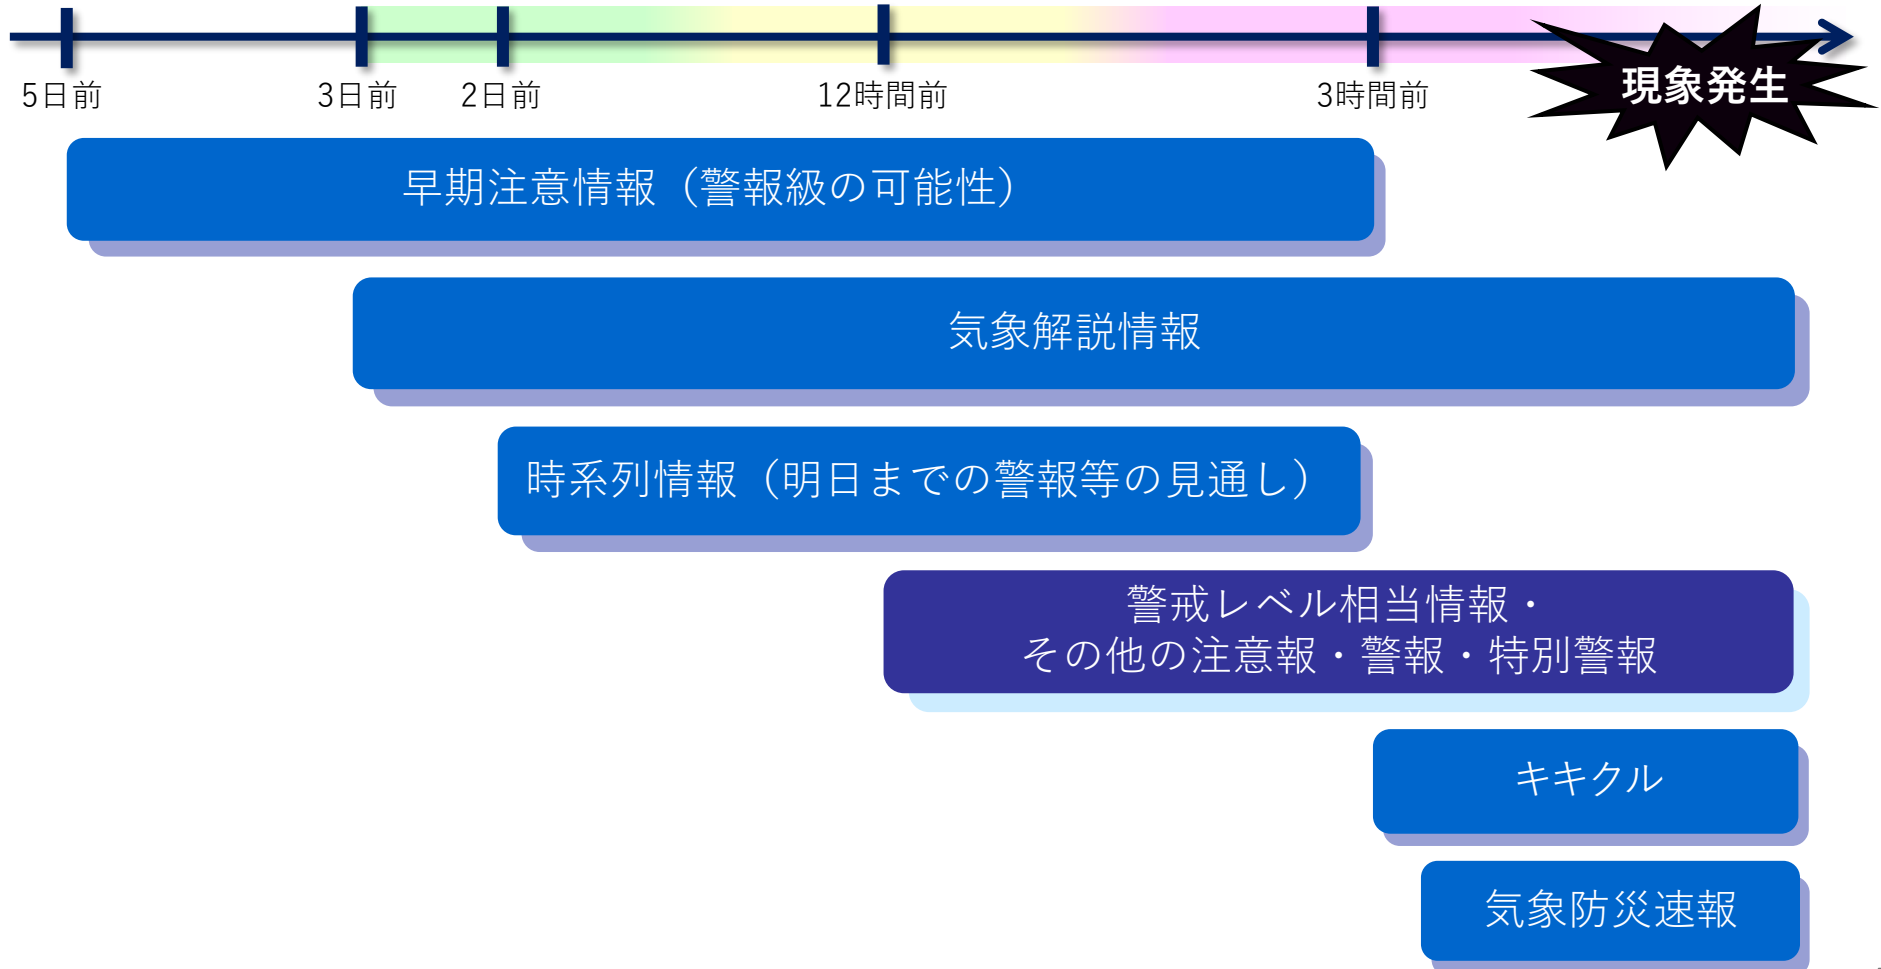 5日前
3日前
2日前
12時間前
3時間前
現象発生
早期注意情報（警報級の可能性）
気象解説情報
時系列情報（明日までの警報等の見通し）
警戒レベル相当情報・
その他の注意報・警報・特別警報
キキクル
気象防災速報